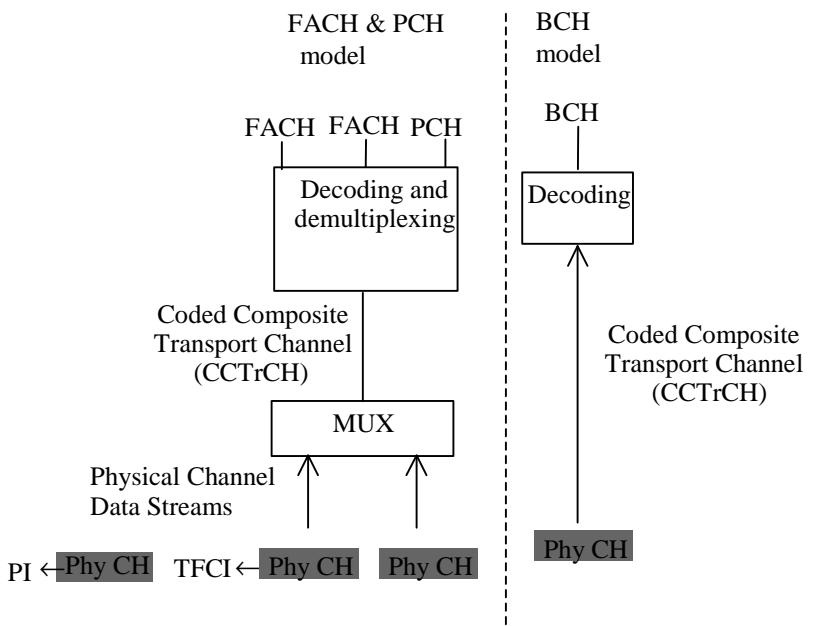 FACH & PCH
model
BCH
model
FACH FACH PCH
BCH
Decoding and
demultiplexing
Decoding
Coded Composite
Transport Channel
(CCTrCH)
Coded Composite
Transport Channel
(CCTrCH)
MUX
Physical Channel
Data Streams
PI ← Phy CH TFCI ← Phy CH Phy CH
Phy CH